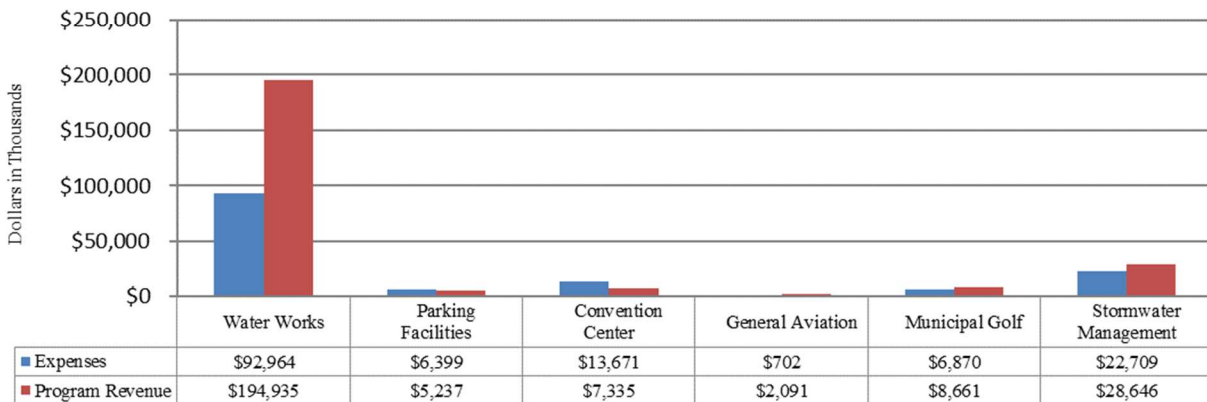 $250,000
$200,000
$150,000
$100,000
$50,000
$0
Dollars in Thousands
Water Works Parking Facilities Convention Center General Aviation Municipal Golf Stormwater Management
Expenses $92,964 $6,399 $13,671 $702 $6,870 $22,709
Program Revenue $194,935 $5,237 $7,335 $2,091 $8,661 $28,646